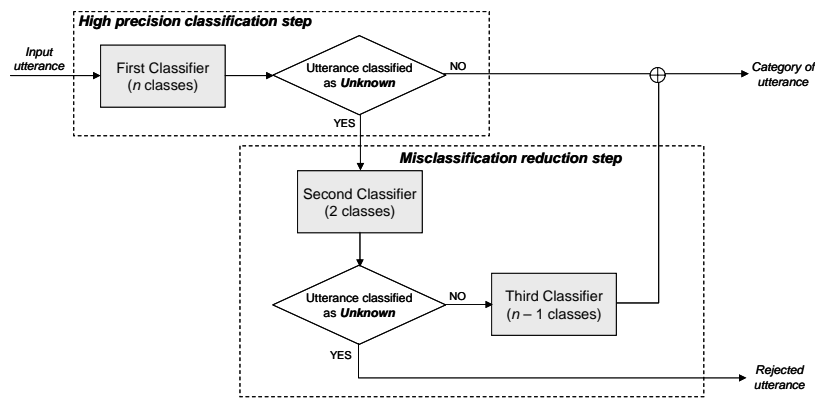 High precision classification step
Input
utterance
First Classifier
(n classes)
Utterance classified
as Unknown
NO
Category of
utterance
YES
Misclassification reduction step
Second Classifier
(2 classes)
Utterance classified
as Unknown
NO
Third Classifier
(n – 1 classes)
YES
Rejected
utterance